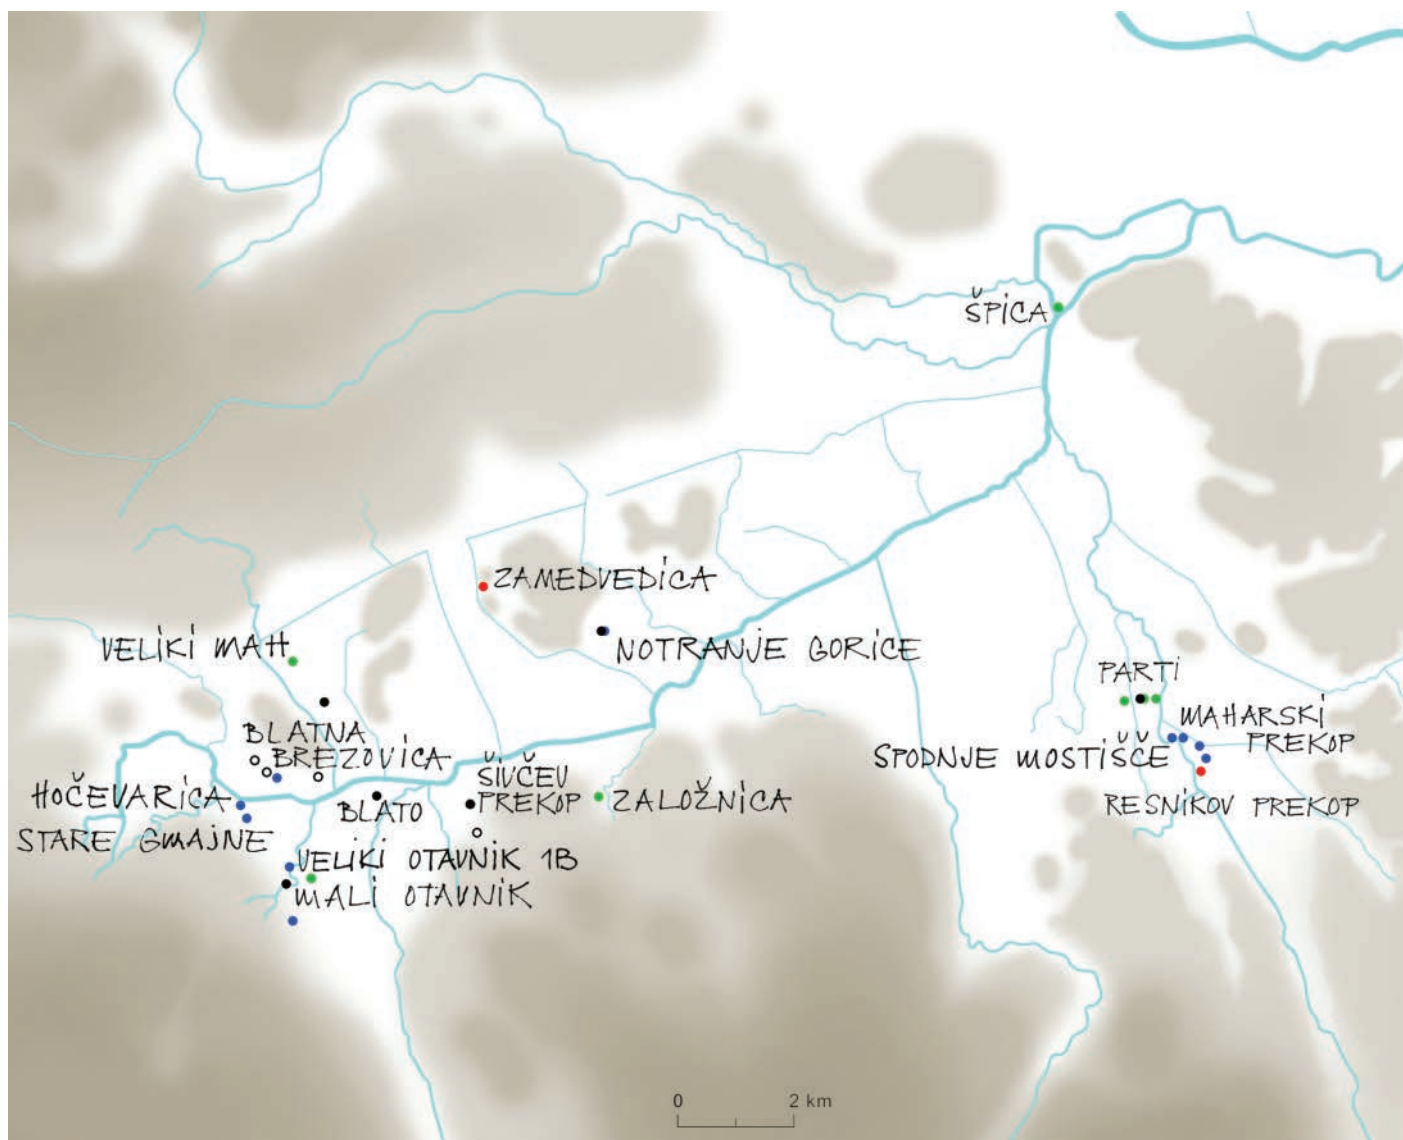 ŠPICA
ZAMEDVEDICA
VELIKI MAH
NOTRANJE GORICE
PARTI
MAHARSKI
PREKOP
BLATNA
BREZOVICA
SPODNJE MOSTIŠČE
ŠIVČEV
PREKOP
HOČEVARICA
BLATO
ZALOŽNICA
RESNIKOV PREKOP
STARE GMAJNE
VELIKI OTAVNIK 1B
MALI OTAVNIK
0 2 km